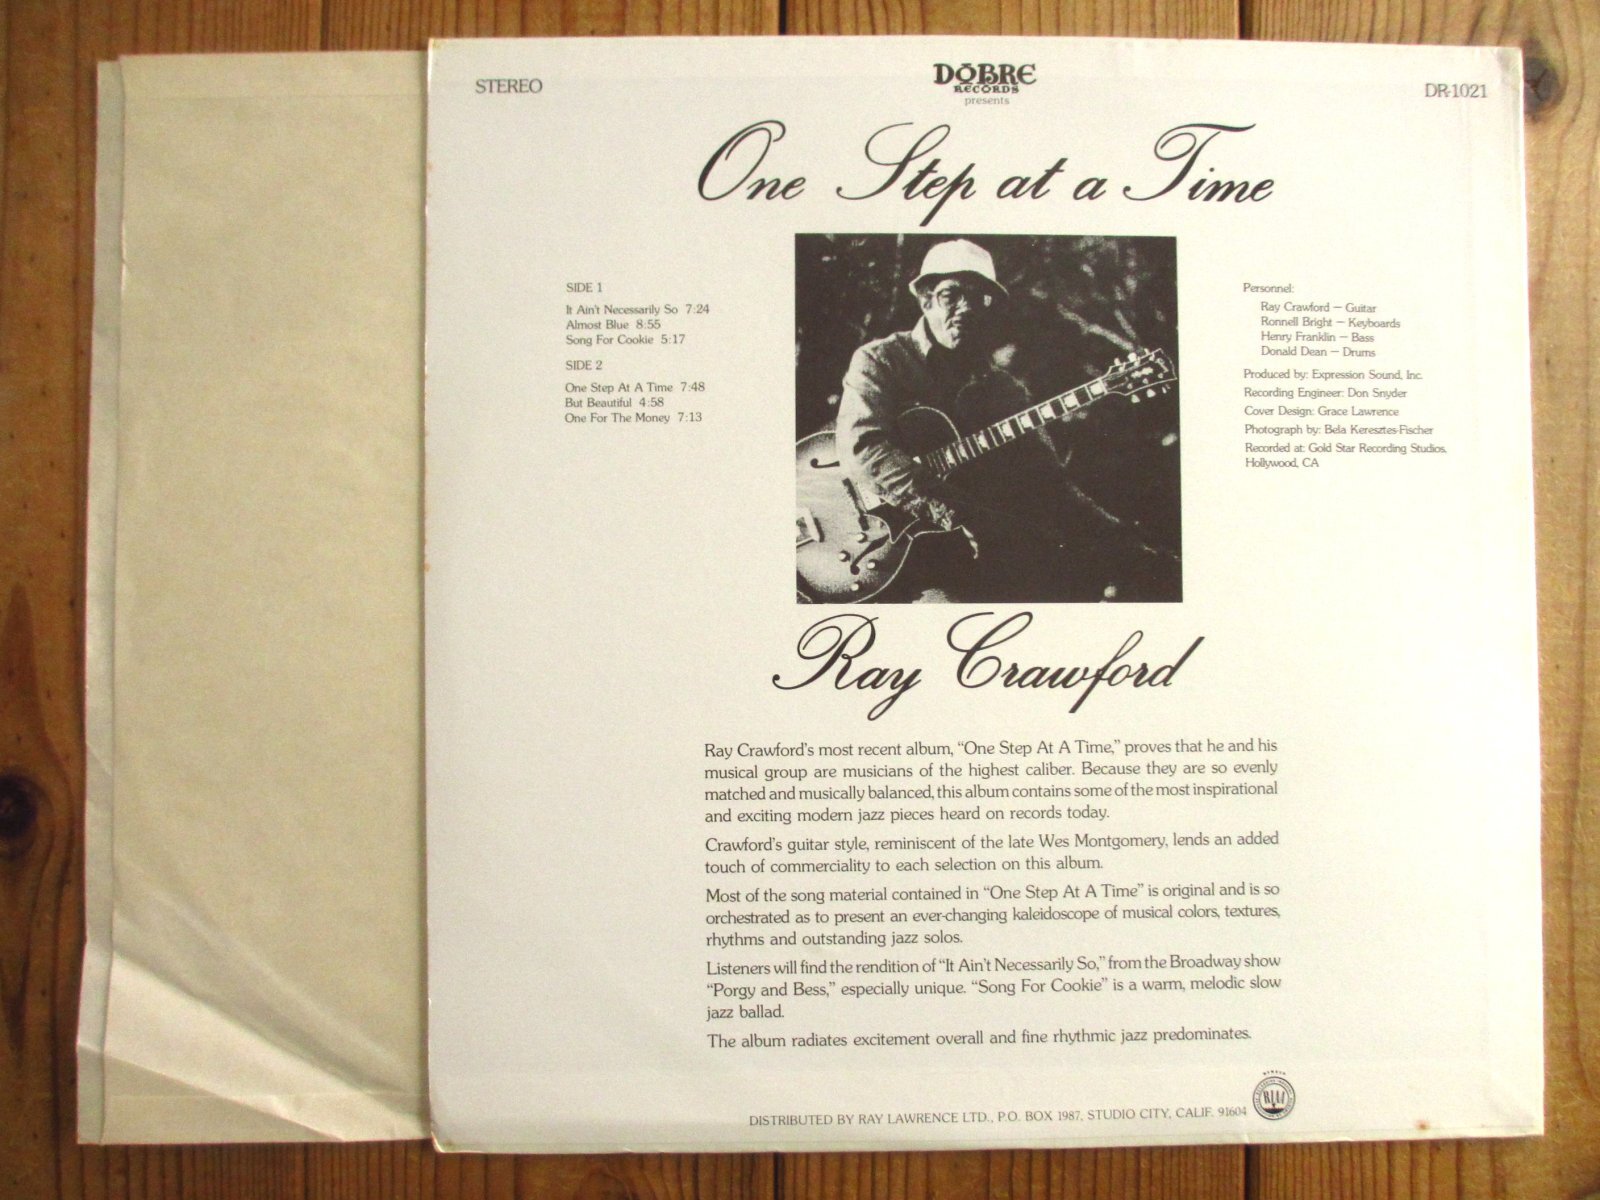 STEREO
DOBRE
RECORDS
presents
DR-1021
One Step at a Time
SIDE 1
It Ain't Necessarily So 7:24
Almost Blue 8:55
Song For Cookie 5:17
SIDE 2
One Step At A Time 7:48
But Beautiful 4:58
One For The Money 7:13
Personnel:
Ray Crawford — Guitar
Ronnell Bright — Keyboards
Henry Franklin — Bass
Donald Dean — Drums
Produced by: Expression Sound, Inc.
Recording Engineer: Don Snyder
Cover Design: Grace Lawrence
Photograph by: Bela Keresztes-Fischer
Recorded at: Gold Star Recording Studios,
Hollywood, CA
Ray Crawford
Ray Crawford's most recent album, “One Step At A Time,” proves that he and his
musical group are musicians of the highest caliber. Because they are so evenly
matched and musically balanced, this album contains some of the most inspirational
and exciting modern jazz pieces heard on records today.
Crawford's guitar style, reminiscent of the late Wes Montgomery, lends an added
touch of commerciality to each selection on this album.
Most of the song material contained in “One Step At A Time” is original and is so
orchestrated as to present an ever-changing kaleidoscope of musical colors, textures,
rhythms and outstanding jazz solos.
Listeners will find the rendition of “It Ain't Necessarily So,” from the Broadway show
“Porgy and Bess,” especially unique. “Song For Cookie” is a warm, melodic slow
jazz ballad.
The album radiates excitement overall and fine rhythmic jazz predominates.
DISTRIBUTED BY RAY LAWRENCE LTD., P.O. BOX 1987, STUDIO CITY, CALIF. 91604
MEMBER
RIAA